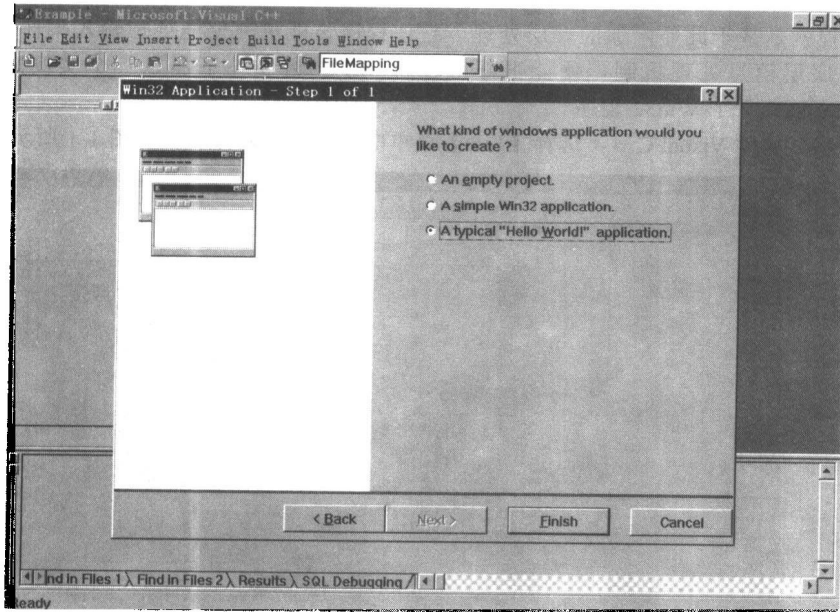 Example - Microsoft Visual C++
File Edit View Insert Project Build Tools Window Help
FileMapping
Win32 Application - Step 1 of 1
What kind of windows application would you
like to create ?
An empty project.
A simple Win32 application.
A typical "Hello World!" application.
< Back Next > Finish Cancel
nd in Files 1 Find in Files 2 Results SQL Debugging
eady